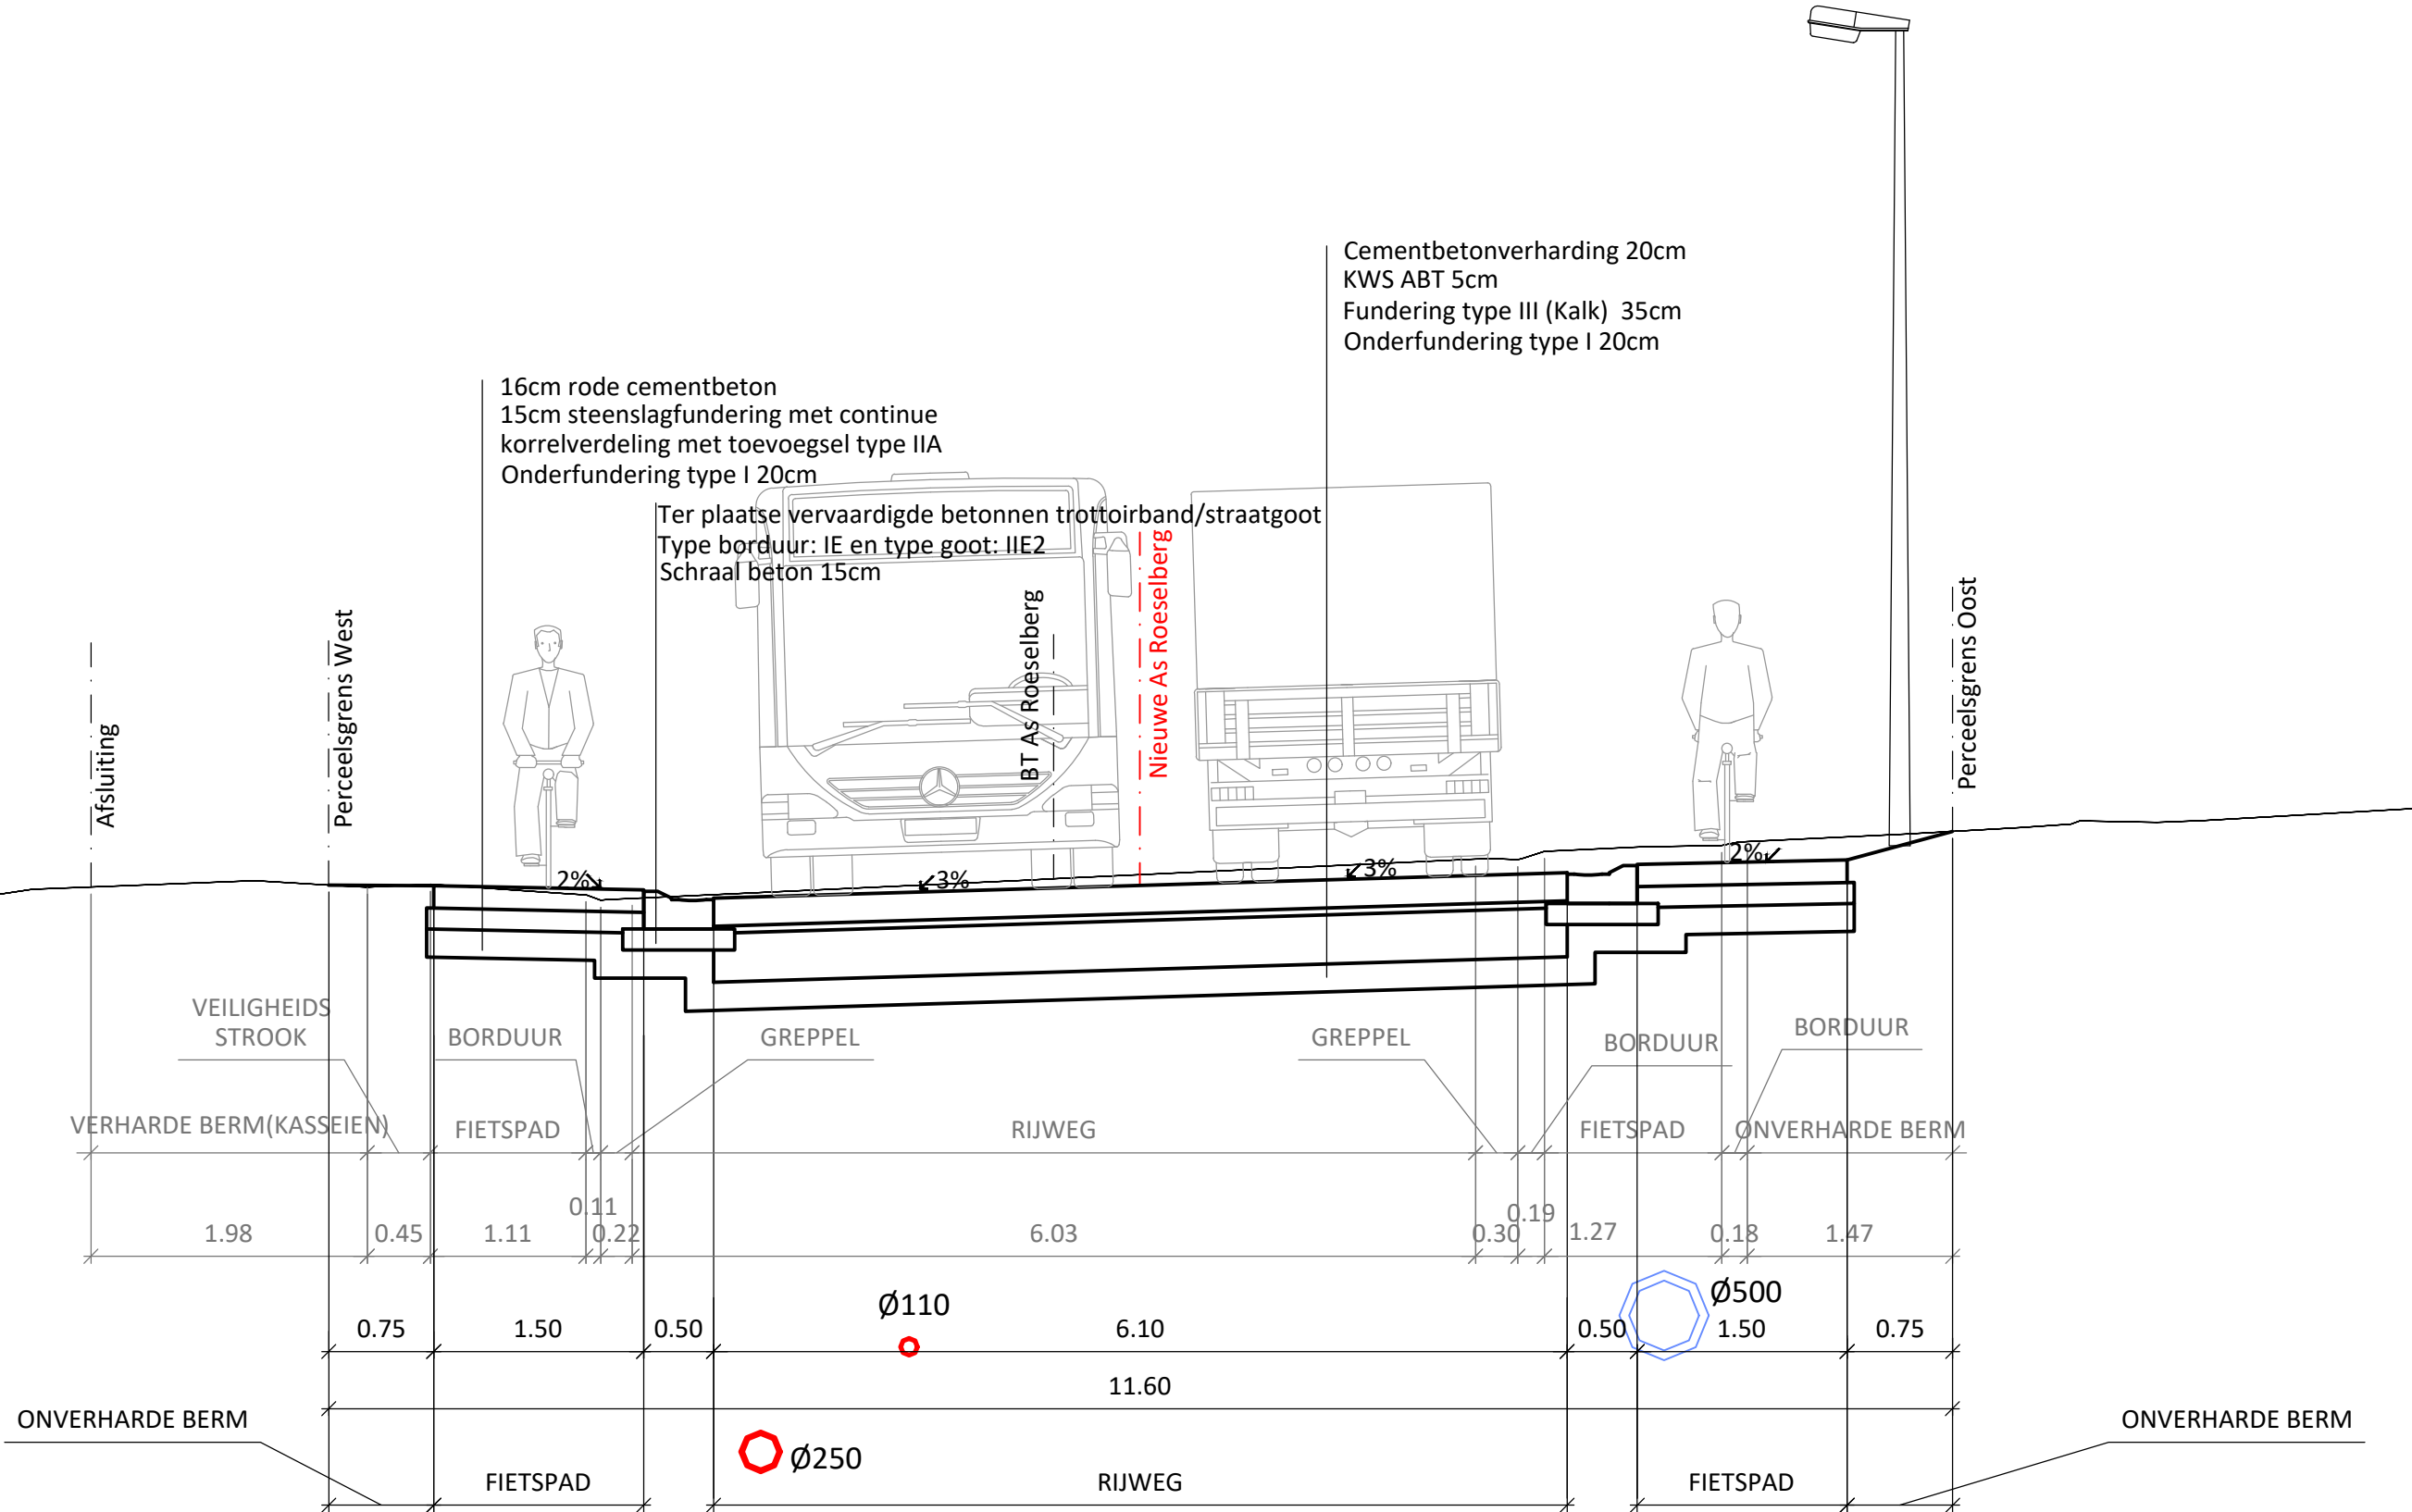 Cementbetonverharding 20cm
KWS ABT 5cm
Fundering type III (Kalk)  35cm
Onderfundering type I 20cm
16cm rode cementbeton
15cm steenslagfundering met continue
korrelverdeling met toevoegsel type IIA
Onderfundering type I 20cm
Ter plaatse vervaardigde betonnen trottoirband/straatgoot
Type borduur: IE en type goot: IIE2
Schraal beton 15cm
Afsluiting
Perceelsgrens West
BT As Roeselberg
Nieuwe As Roeselberg
Perceelsgrens Oost
2%
3%
3%
2%
VEILIGHEIDS
STROOK
BORDUUR
GREPPEL
GREPPEL
BORDUUR
BORDUUR
VERHARDE BERM(KASSEIEN)
FIETSPAD
RIJWEG
FIETSPAD
ONVERHARDE BERM
1.98
0.45
1.11
0.11
0.22
6.03
0.30
0.19
1.27
0.18
1.47
Ø110
Ø500
0.75
1.50
0.50
6.10
0.50
1.50
0.75
11.60
ONVERHARDE BERM
ONVERHARDE BERM
Ø250
FIETSPAD
RIJWEG
FIETSPAD